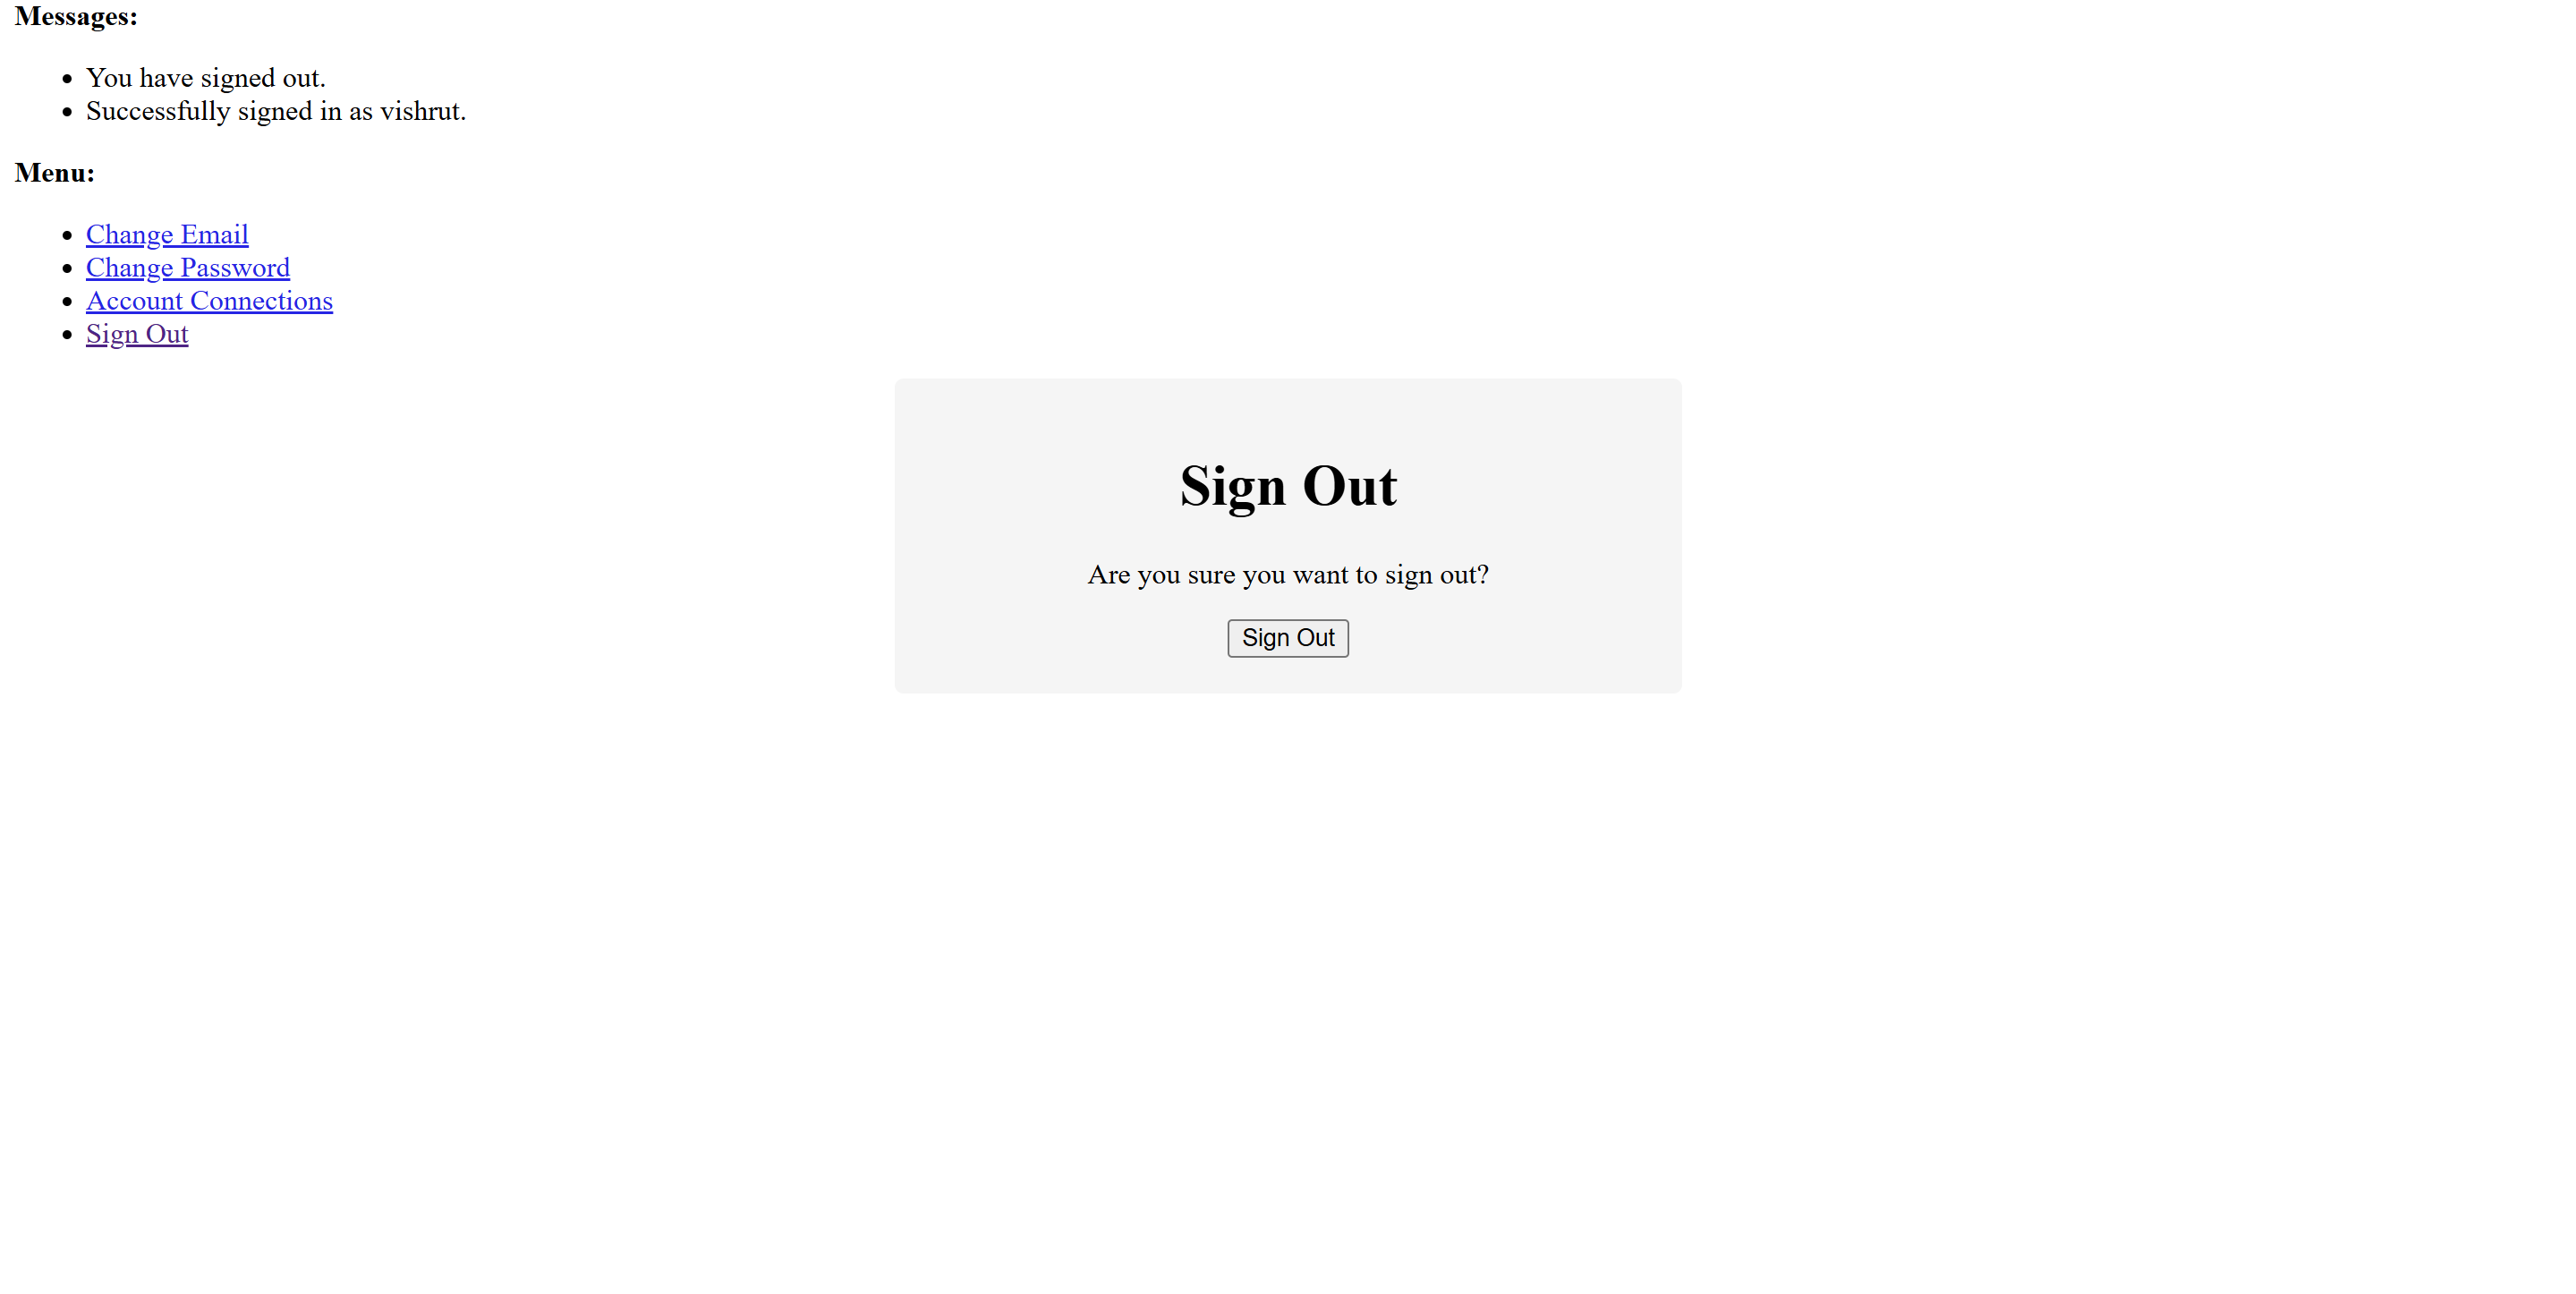 Messages:
You have signed out.
Successfully signed in as vishrut.
Menu:
Change Email
Change Password
Account Connections
Sign Out
Sign Out
Are you sure you want to sign out?
Sign Out